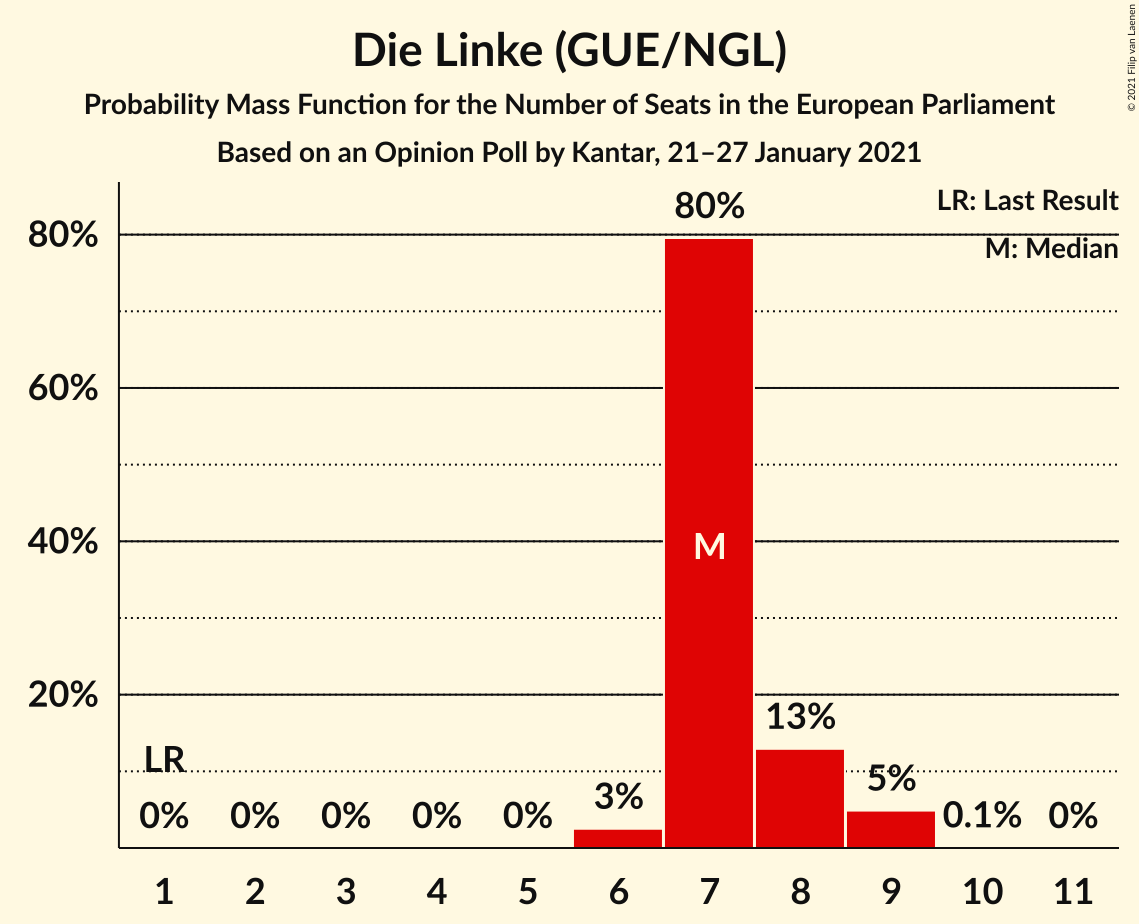 Die Linke (GUE/NGL)
Probability Mass Function for the Number of Seats in the European Parliament
Based on an Opinion Poll by Kantar, 21–27 January 2021
© 2021 Filip van Laenen
LR: Last Result
M: Median
80%
60%
40%
20%
LR
0%
0%
0%
0%
0%
3%
80%
M
13%
5%
0.1%
0%
1 2 3 4 5 6 7 8 9 10 11